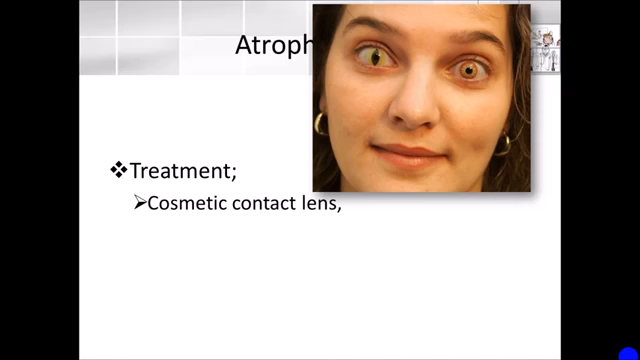 Atroph
❖Treatment;
➢Cosmetic contact lens,